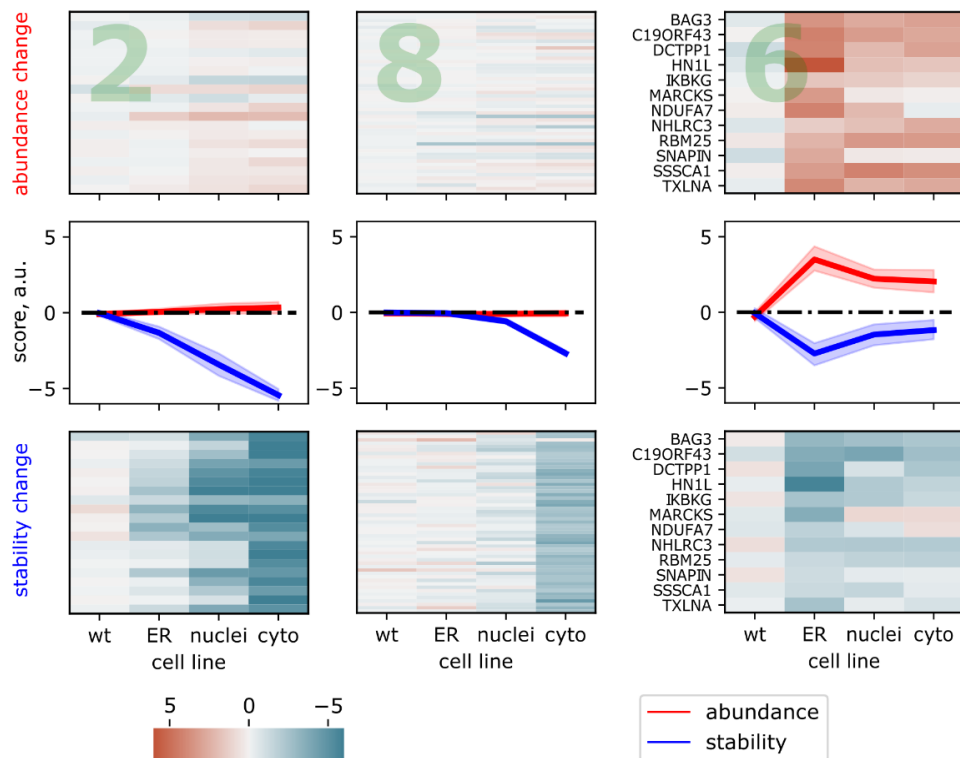 abundance change
2
8
6
BAG3
C19ORF43
DCTPP1
HN1L
IKBKG
MARCKS
NDUFA7
NHLRC3
RBM25
SNAPIN
SSSCA1
TXLNA
score, a.u.
5
0
−5
5
0
−5
5
0
−5
stability change
BAG3
C19ORF43
DCTPP1
HN1L
IKBKG
MARCKS
NDUFA7
NHLRC3
RBM25
SNAPIN
SSSCA1
TXLNA
wt ER nuclei cyto
cell line
wt ER nuclei cyto
cell line
wt ER nuclei cyto
cell line
5 0 −5
abundance
stability